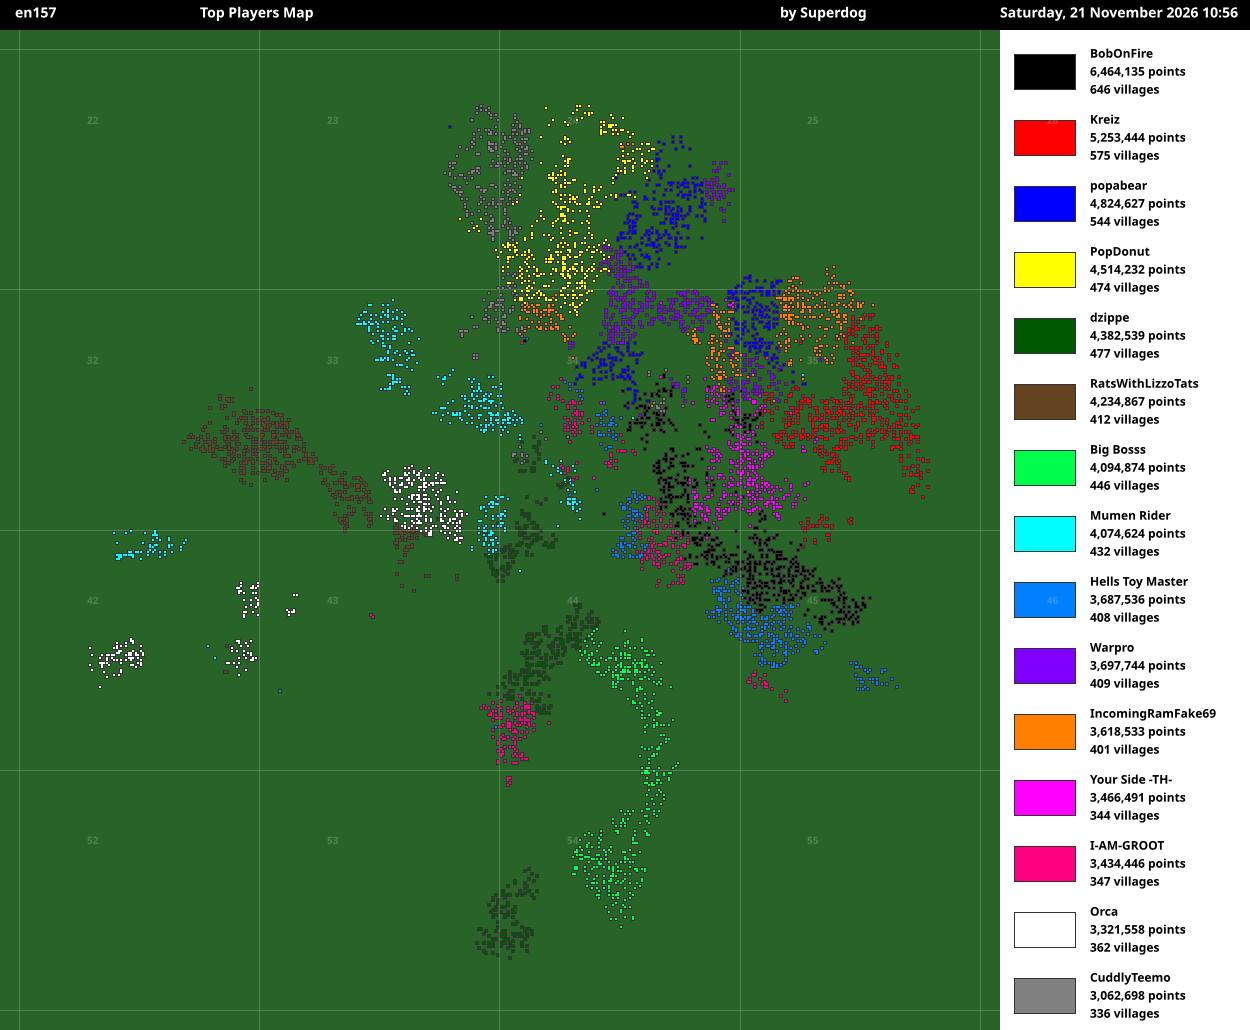 en157 Top Players Map by Superdog Saturday, 21 November 2026 10:56
BobOnFire
6,464,135 points
646 villages
22 23 25
Kreiz
5,253,444 points
575 villages
popabear
4,824,627 points
544 villages
PopDonut
4,514,232 points
474 villages
dzippe
4,382,539 points
477 villages
32 33
RatsWithLizzoTats
4,234,867 points
412 villages
Big Bosss
4,094,874 points
446 villages
Mumen Rider
4,074,624 points
432 villages
Hells Toy Master
3,687,536 points
408 villages
42 43 44 45 46
Warpro
3,697,744 points
409 villages
IncomingRamFake69
3,618,533 points
401 villages
Your Side -TH-
3,466,491 points
344 villages
52 53 54 55
I-AM-GROOT
3,434,446 points
347 villages
Orca
3,321,558 points
362 villages
CuddlyTeemo
3,062,698 points
336 villages